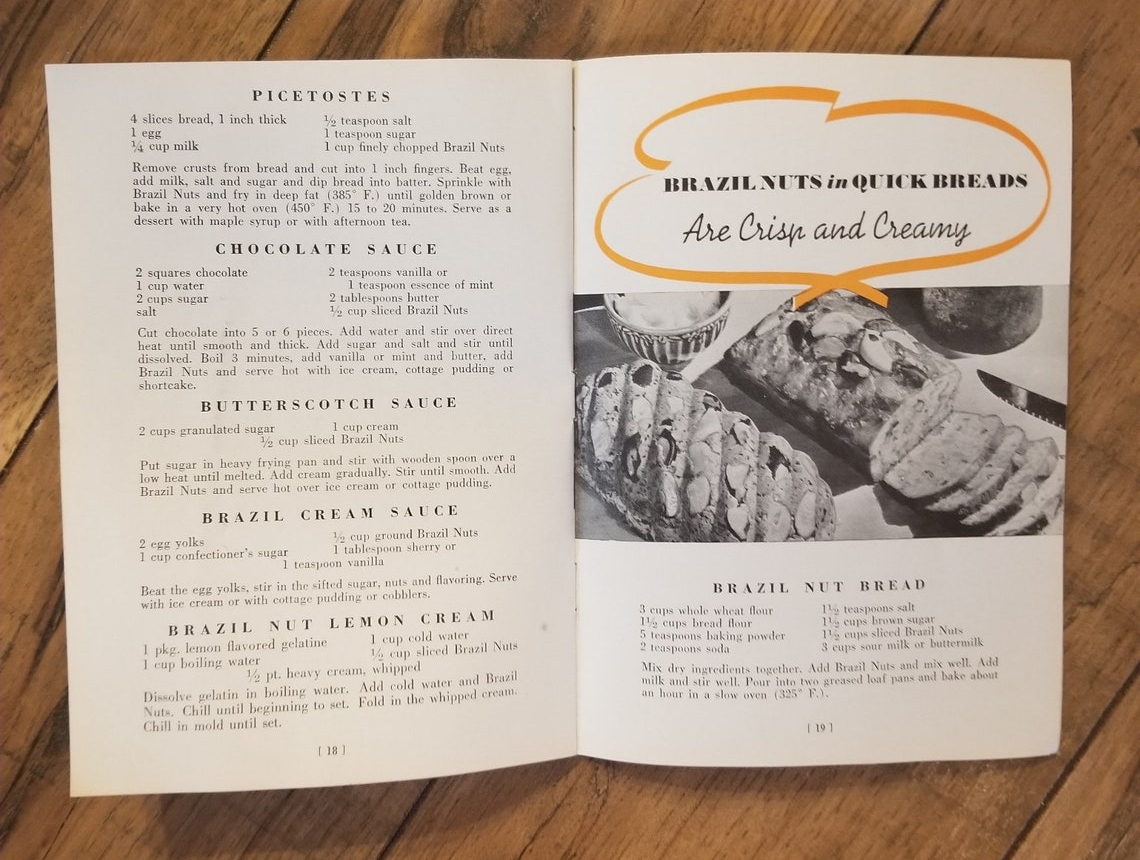 PICETOSTES
4 slices bread, 1 inch thick
1 egg
¼ cup milk
½ teaspoon salt
1 teaspoon sugar
1 cup finely chopped Brazil Nuts
Remove crusts from bread and cut into 1 inch fingers. Beat egg,
add milk, salt and sugar and dip bread into batter. Sprinkle with
Brazil Nuts and fry in deep fat (385° F.) until golden brown or
bake in a very hot oven (450° F.) 15 to 20 minutes. Serve as a
dessert with maple syrup or with afternoon tea.
CHOCOLATE SAUCE
2 squares chocolate
1 cup water
2 cups sugar
salt
2 teaspoons vanilla or
1 teaspoon essence of mint
2 tablespoons butter
½ cup sliced Brazil Nuts
Cut chocolate into 5 or 6 pieces. Add water and stir over direct
heat until smooth and thick. Add sugar and salt and stir until
dissolved. Boil 3 minutes, add vanilla or mint and butter, add
Brazil Nuts and serve hot with ice cream, cottage pudding or
shortcake.
BUTTERSCOTCH SAUCE
2 cups granulated sugar
1 cup cream
½ cup sliced Brazil Nuts
Put sugar in heavy frying pan and stir with wooden spoon over a
low heat until melted. Add cream gradually. Stir until smooth. Add
Brazil Nuts and serve hot over ice cream or cottage pudding.
BRAZIL CREAM SAUCE
2 egg yolks
1 cup confectioner's sugar
½ cup ground Brazil Nuts
1 tablespoon sherry or
1 teaspoon vanilla
Beat the egg yolks, stir in the sifted sugar, nuts and flavoring. Serve
with ice cream or with cottage pudding or cobblers.
BRAZIL NUT LEMON CREAM
1 pkg. lemon flavored gelatine
1 cup boiling water
1 cup cold water
½ cup sliced Brazil Nuts
½ pt. heavy cream, whipped
Dissolve gelatin in boiling water. Add cold water and Brazil
Nuts. Chill until beginning to set. Fold in the whipped cream.
Chill in mold until set.
[ 18 ]
BRAZIL NUTS in QUICK BREADS
Are Crisp and Creamy
BRAZIL NUT BREAD
3 cups whole wheat flour
1½ cups bread flour
5 teaspoons baking powder
2 teaspoons soda
1½ teaspoons salt
1½ cups brown sugar
1½ cups sliced Brazil Nuts
3 cups sour milk or buttermilk
Mix dry ingredients together. Add Brazil Nuts and mix well. Add
milk and stir well. Pour into two greased loaf pans and bake about
an hour in a slow oven (325° F.).
[ 19 ]